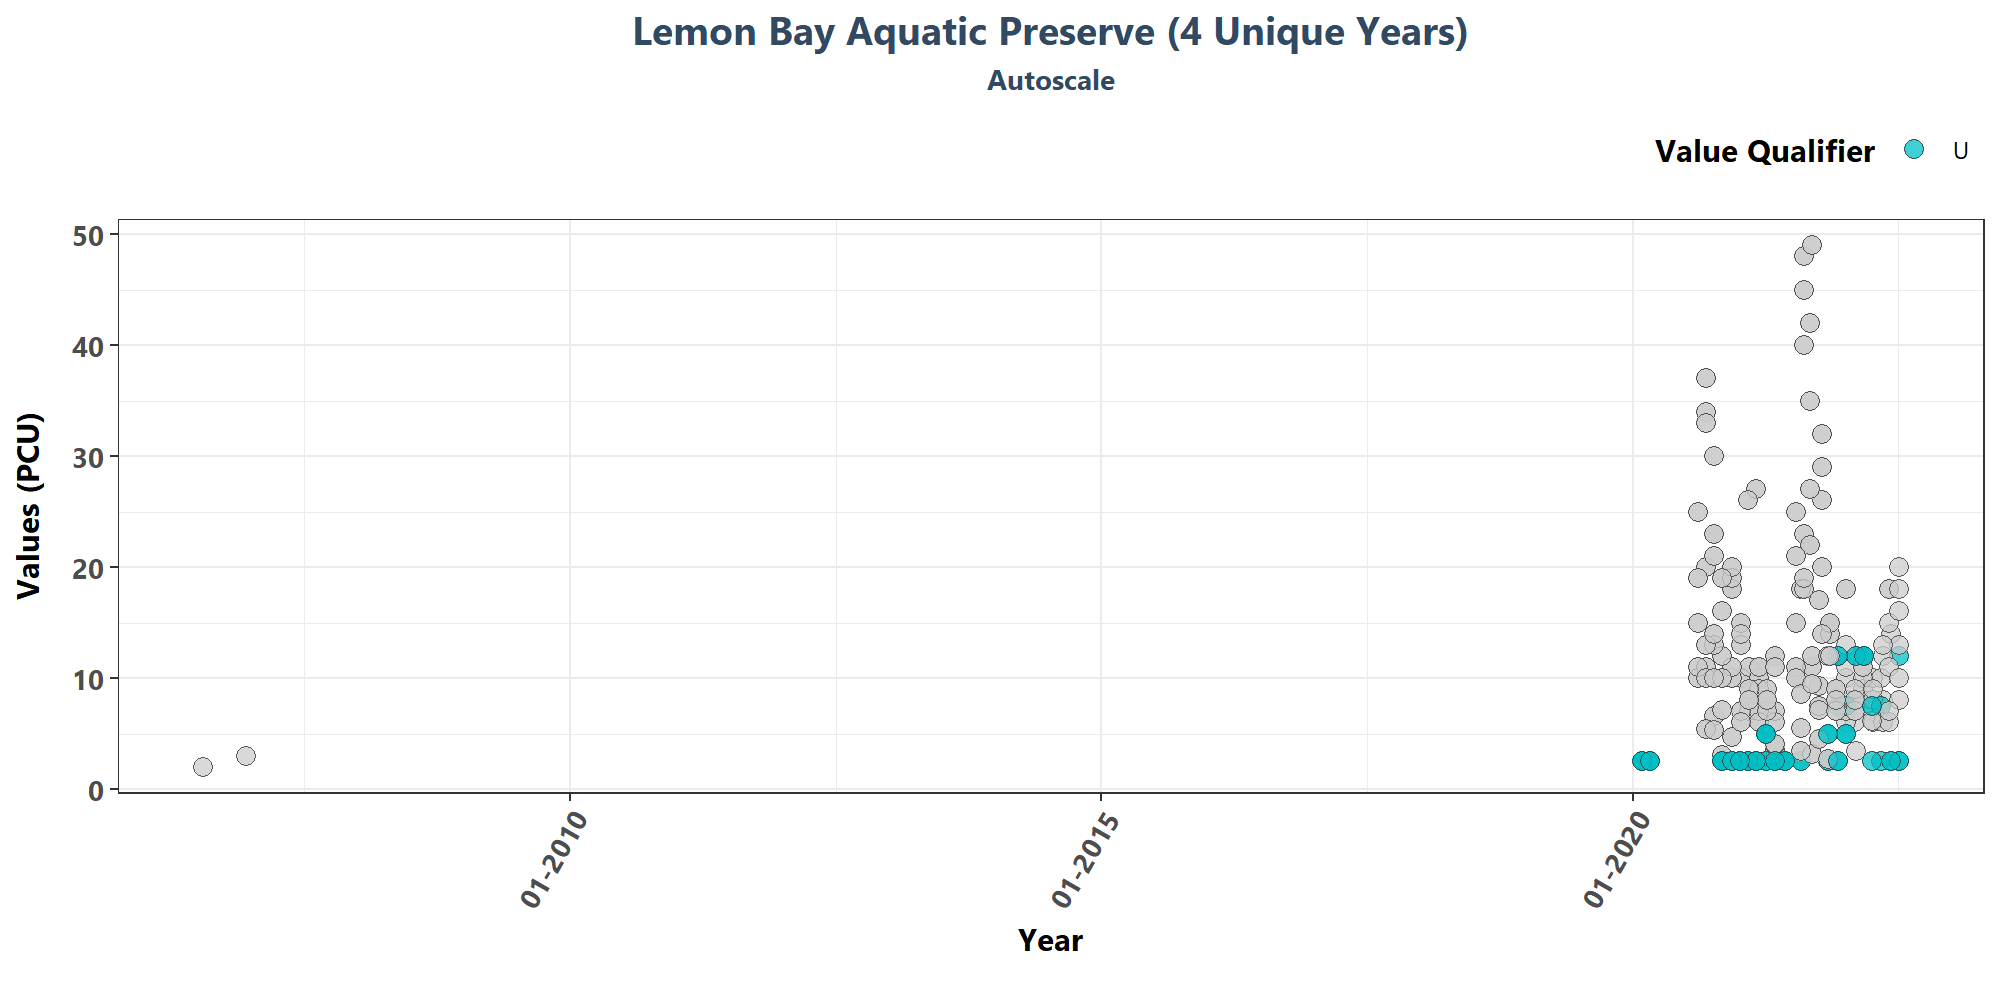 Lemon Bay Aquatic Preserve (4 Unique Years)
Autoscale
Value Qualifier U
50
40
30
20
10
0
Values (PCU)
01-2010
01-2015
01-2020
Year